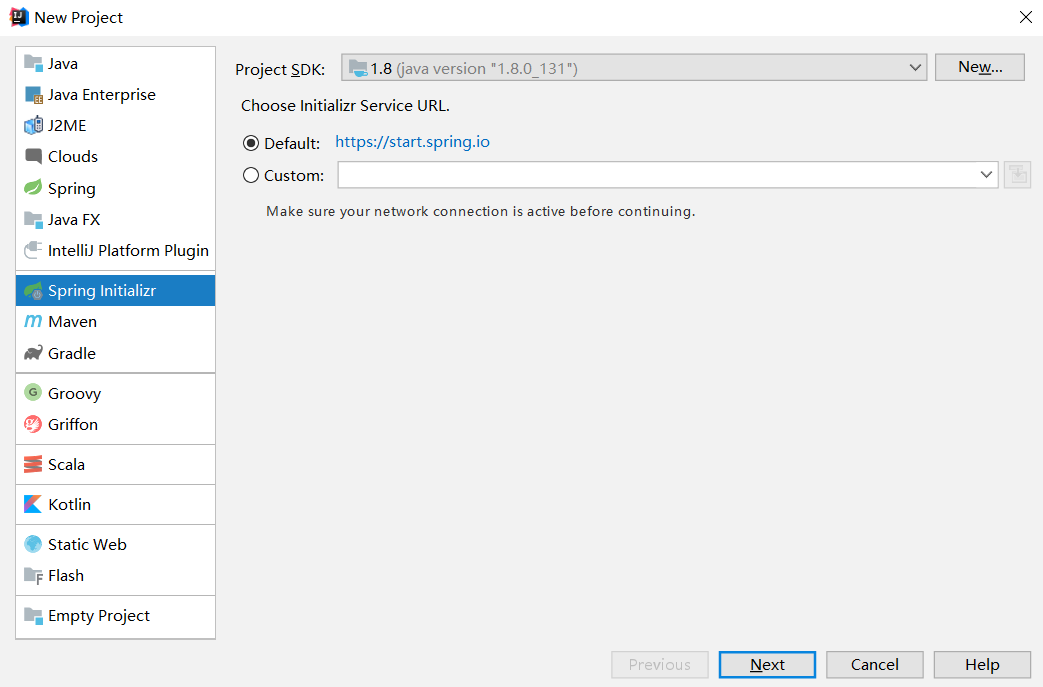 New Project
Java
Java Enterprise
J2ME
Clouds
Spring
Java FX
IntelliJ Platform Plugin
Spring Initializr
Maven
Gradle
Groovy
Griffon
Scala
Kotlin
Static Web
Flash
Empty Project
Project SDK: 1.8 (java version "1.8.0_131") New...
Choose Initializr Service URL.
Default: https://start.spring.io
Custom:
Make sure your network connection is active before continuing.
Previous Next Cancel Help